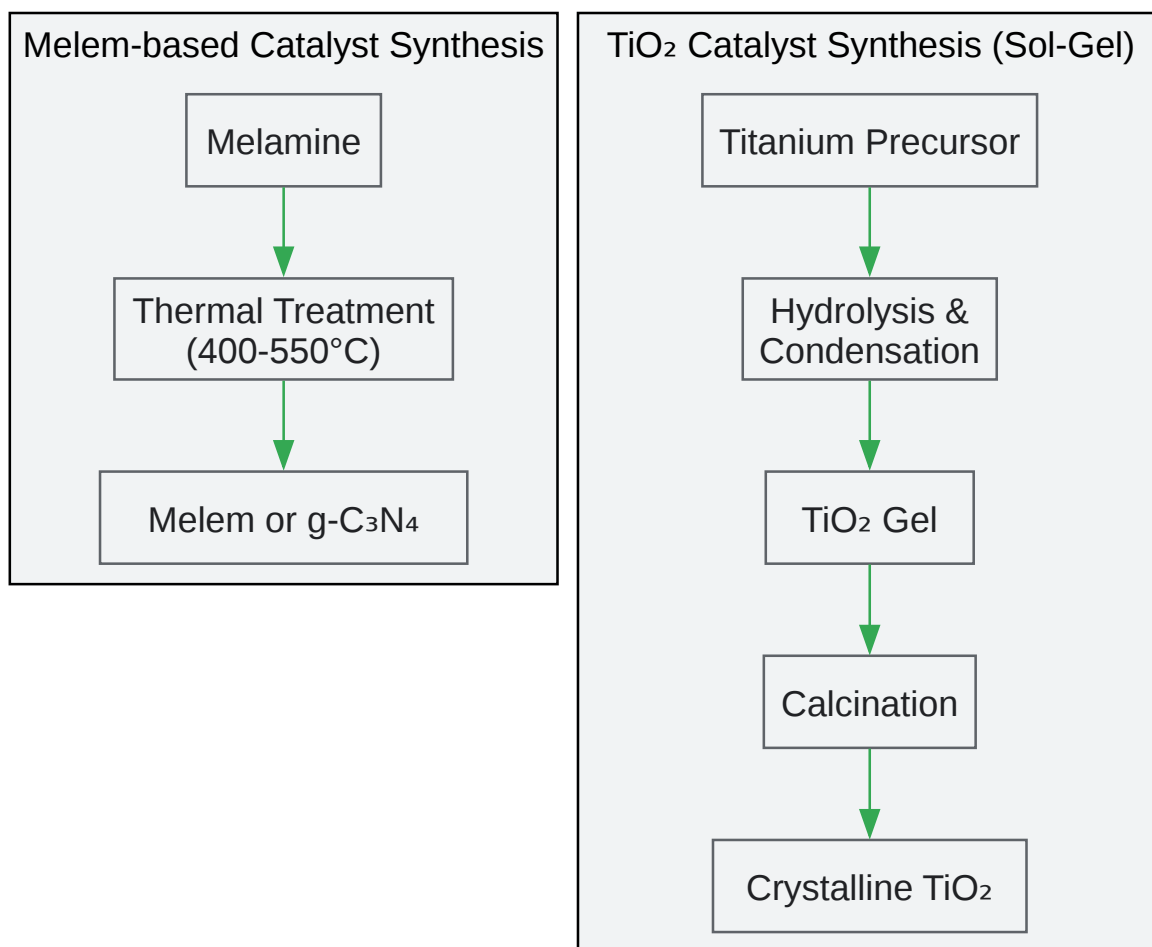 Melem-based Catalyst Synthesis
Melamine
Thermal Treatment
(400-550°C)
Melem or g-C₃N₄
TiO₂ Catalyst Synthesis (Sol-Gel)
Titanium Precursor
Hydrolysis &
Condensation
TiO₂ Gel
Calcination
Crystalline TiO₂